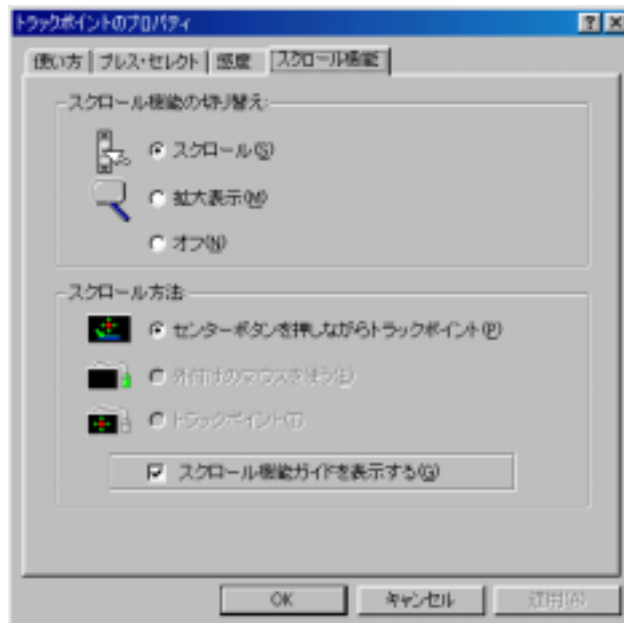 トラックポイントのプロパティ
使い方 プレス・セレクト 感度 スクロール機能
スクロール機能の切り替え:
スクロール(S)
拡大表示(M)
オフ(N)
スクロール方法:
センターボタンを押しながらトラックポイント(P)
外付けのマウスを使う(E)
トラックポイント(T)
スクロール機能ガイドを表示する(G)
OK キャンセル 適用(A)